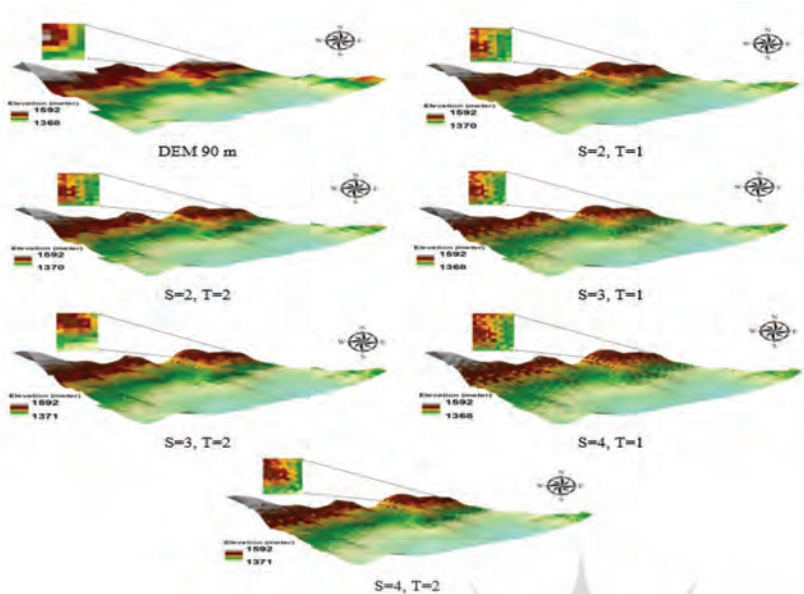 N
W E
S
Elevation (meter)
1592
1368
DEM 90 m
N
W E
S
Elevation (meter)
1592
1370
S=2, T=1
N
W E
S
Elevation (meter)
1592
1370
S=2, T=2
N
W E
S
Elevation (meter)
1592
1368
S=3, T=1
N
W E
S
Elevation (meter)
1592
1371
S=3, T=2
N
W E
S
Elevation (meter)
1592
1368
S=4, T=1
N
W E
S
Elevation (meter)
1592
1371
S=4, T=2